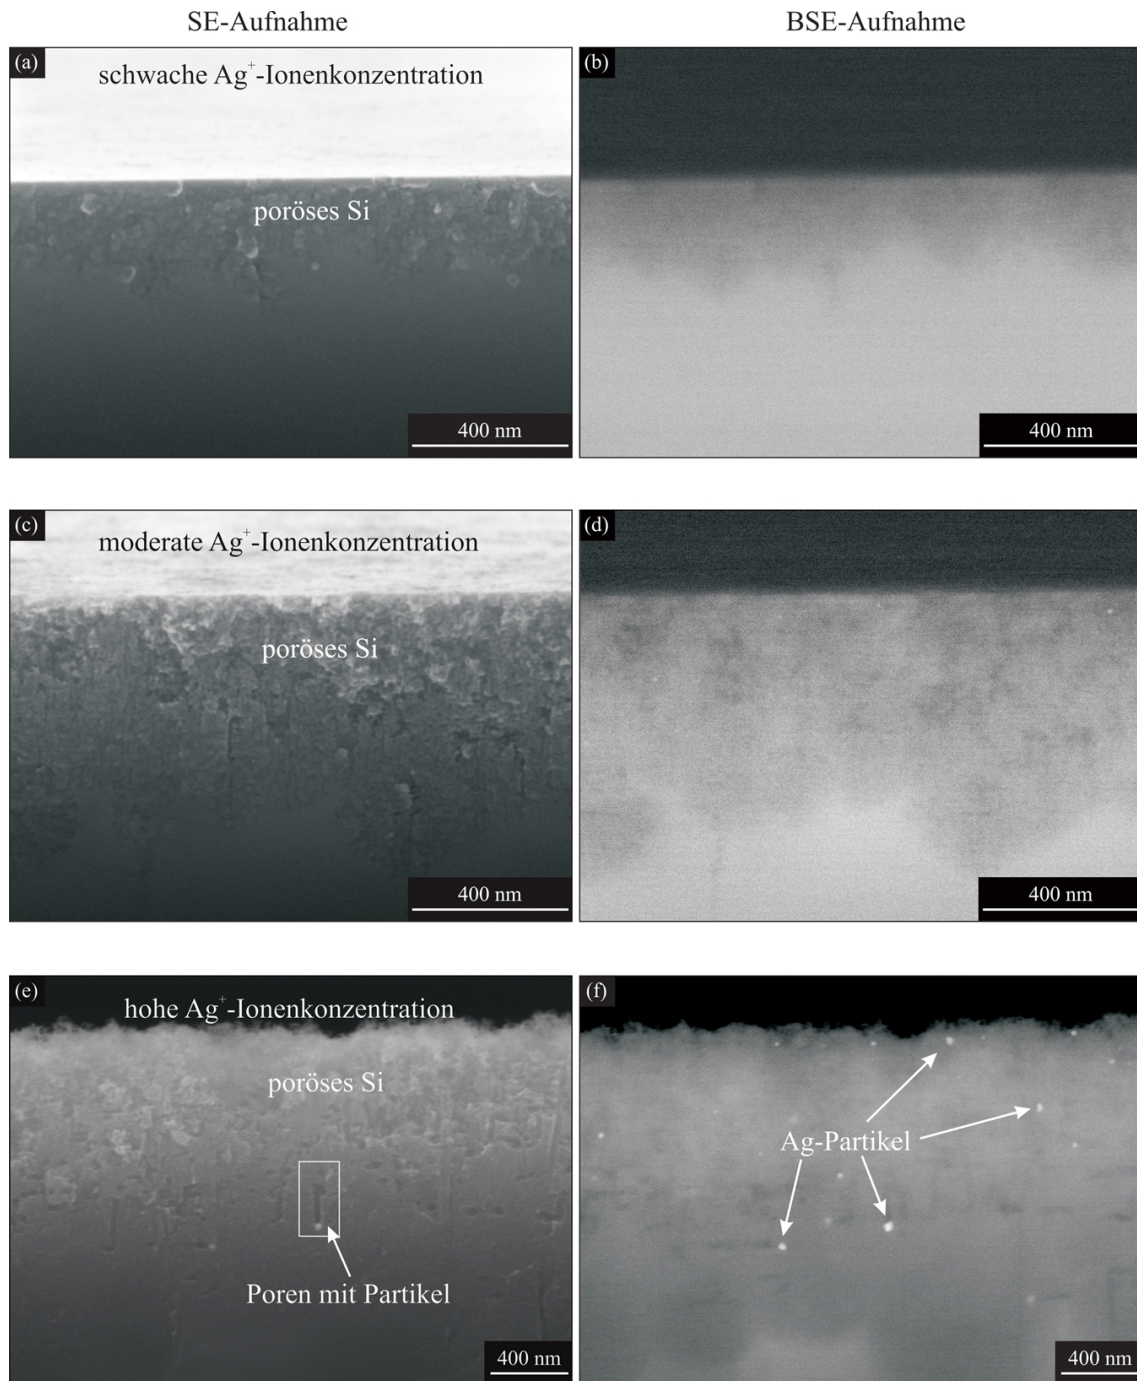 SE-Aufnahme
BSE-Aufnahme
(a)
schwache Ag⁺-Ionenkonzentration
poröses Si
400 nm
(b)
400 nm
(c)
moderate Ag⁺-Ionenkonzentration
poröses Si
400 nm
(d)
400 nm
(e)
hohe Ag⁺-Ionenkonzentration
poröses Si
Poren mit Partikel
400 nm
(f)
Ag-Partikel
400 nm